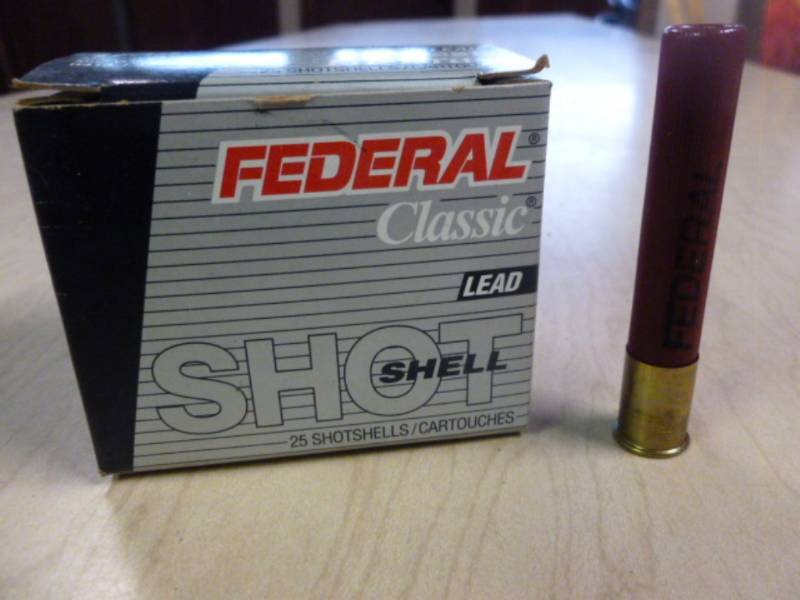 25 SHOTSHELLS/
FEDERAL®
Classic®
LEAD
SHOT
SHELL
25 SHOTSHELLS/CARTOUCHES
FEDERAL